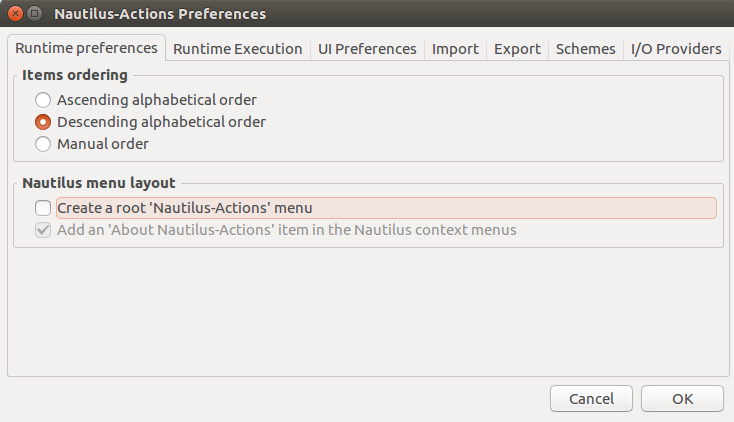 Nautilus-Actions Preferences
Runtime preferences Runtime Execution UI Preferences Import Export Schemes I/O Providers
Items ordering
Ascending alphabetical order
Descending alphabetical order
Manual order
Nautilus menu layout
Create a root 'Nautilus-Actions' menu
Add an 'About Nautilus-Actions' item in the Nautilus context menus
Cancel OK